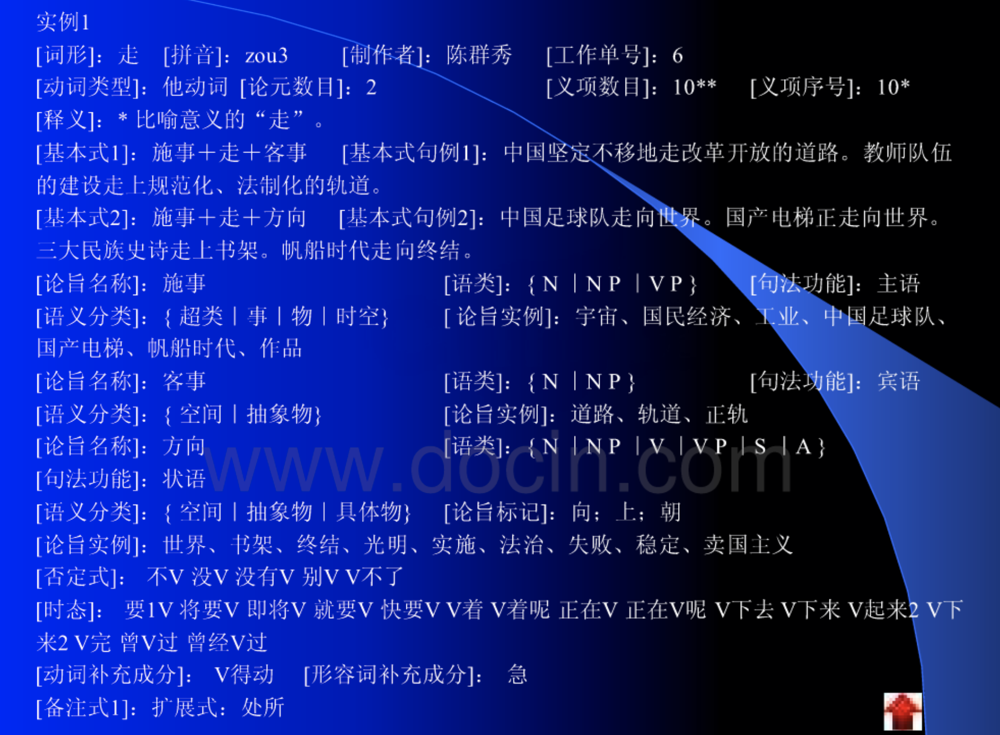 实例1
[词形]：走 [拼音]：zou3 [制作者]：陈群秀 [工作单号]：6
[动词类型]：他动词 [论元数目]：2 [义项数目]：10** [义项序号]：10*
[释义]：* 比喻意义的“走”。
[基本式1]：施事＋走＋客事 [基本式句例1]：中国坚定不移地走改革开放的道路。教师队伍
的建设走上规范化、法制化的轨道。
[基本式2]：施事＋走＋方向 [基本式句例2]：中国足球队走向世界。国产电梯正走向世界。
三大民族史诗走上书架。帆船时代走向终结。
[论旨名称]：施事 [语类]：{ N ｜N P ｜V P } [句法功能]：主语
[语义分类]：{ 超类｜事｜物｜时空} [ 论旨实例]：宇宙、国民经济、工业、中国足球队、
国产电梯、帆船时代、作品
[论旨名称]：客事 [语类]：{ N ｜N P } [句法功能]：宾语
[语义分类]：{ 空间｜抽象物} [论旨实例]：道路、轨道、正轨
[论旨名称]：方向 [语类]：{ N ｜N P ｜V ｜V P｜S ｜A }
[句法功能]：状语
www.docin.com
[语义分类]：{ 空间｜抽象物｜具体物} [论旨标记]：向；上；朝
[论旨实例]：世界、书架、终结、光明、实施、法治、失败、稳定、卖国主义
[否定式]： 不V 没V 没有V 别V V不了
[时态]： 要1V 将要V 即将V 就要V 快要V V着 V着呢 正在V 正在V呢 V下去 V下来 V起来2 V下
来2 V完 曾V过 曾经V过
[动词补充成分]： V得动 [形容词补充成分]： 急
[备注式1]：扩展式：处所